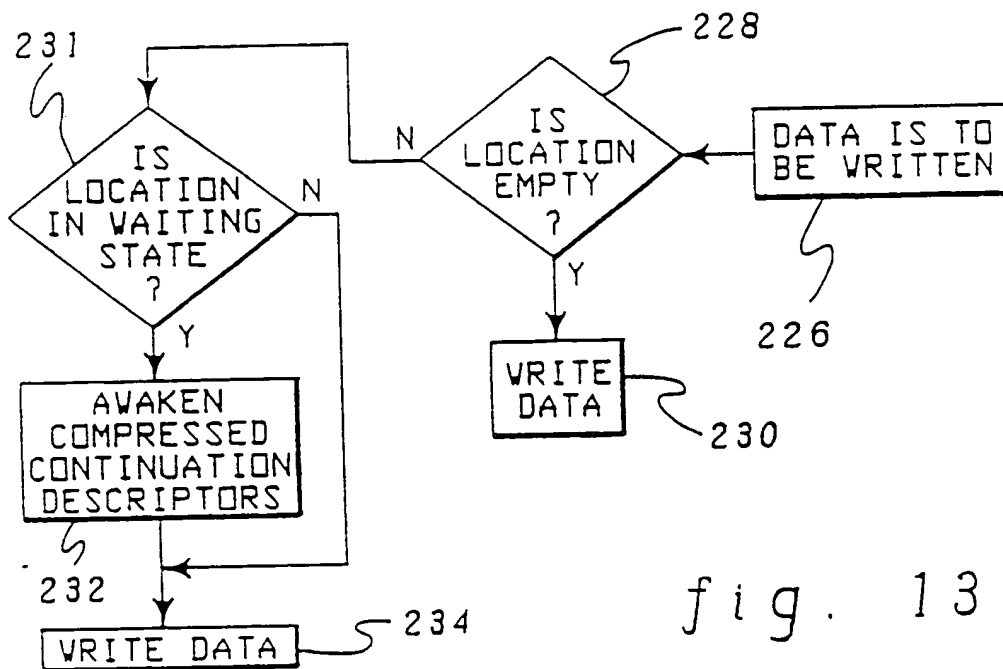 231
228
IS
LOCATION
IN WAITING
STATE
?
N
Y
N
IS
LOCATION
EMPTY
?
Y
DATA IS TO
BE WRITTEN
226
WRITE
DATA
230
AWAKEN
COMPRESSED
CONTINUATION
DESCRIPTORS
232
WRITE DATA
234
fig. 13